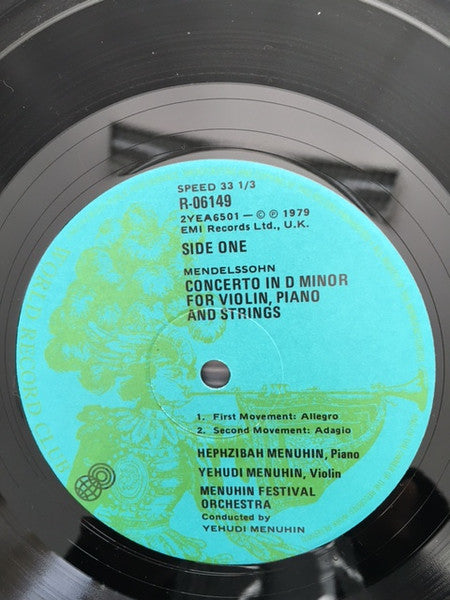 SPEED 33 1/3
R-06149
2YEA6501 — © ℗ 1979
EMI Records Ltd., U.K.
SIDE ONE
MENDELSSOHN
CONCERTO IN D MINOR
FOR VIOLIN, PIANO
AND STRINGS
1. First Movement: Allegro
2. Second Movement: Adagio
HEPHZIBAH MENUHIN, Piano
YEHUDI MENUHIN, Violin
MENUHIN FESTIVAL
ORCHESTRA
Conducted by
YEHUDI MENUHIN
WORLD RECORD CLUB